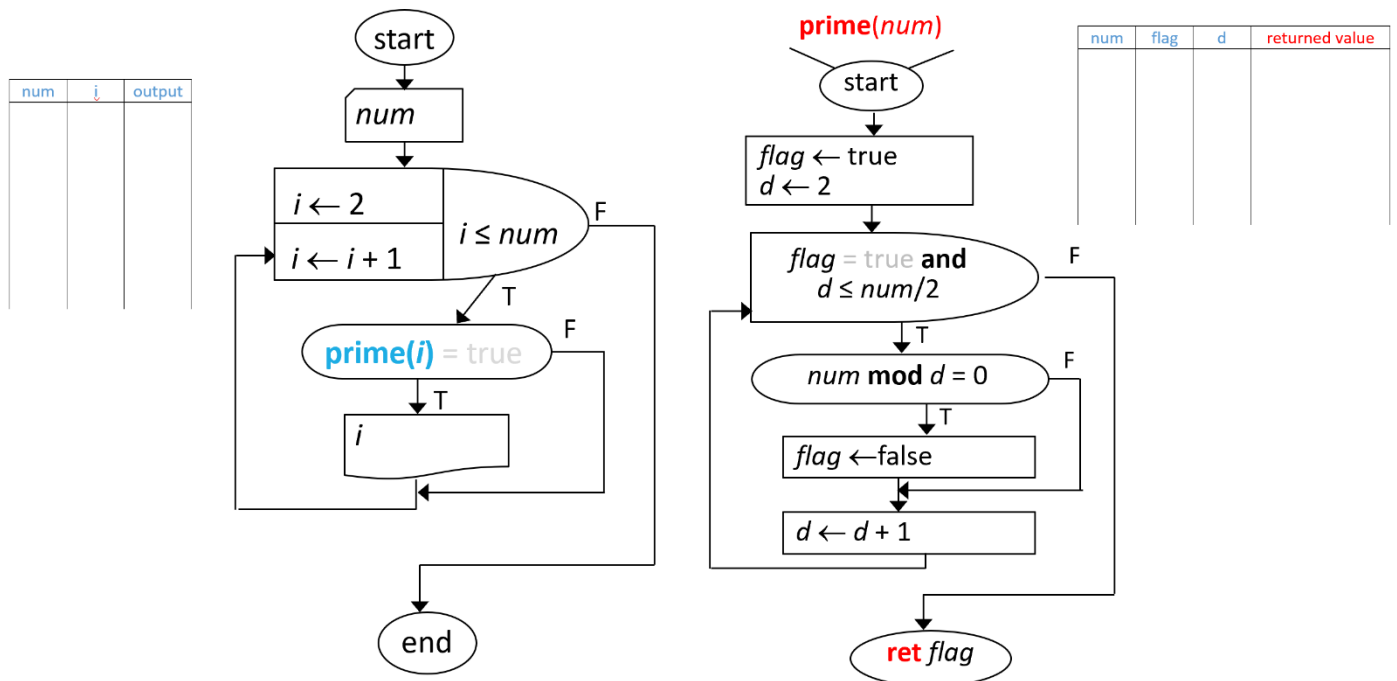 num i output
start
num
i ← 2
i ← i + 1
i ≤ num
F
T
prime(i) = true
F
T
i
end
prime(num)
start
flag ← true
d ← 2
flag = true and
d ≤ num/2
F
T
num mod d = 0
F
T
flag ←false
d ← d + 1
ret flag
num flag d returned value